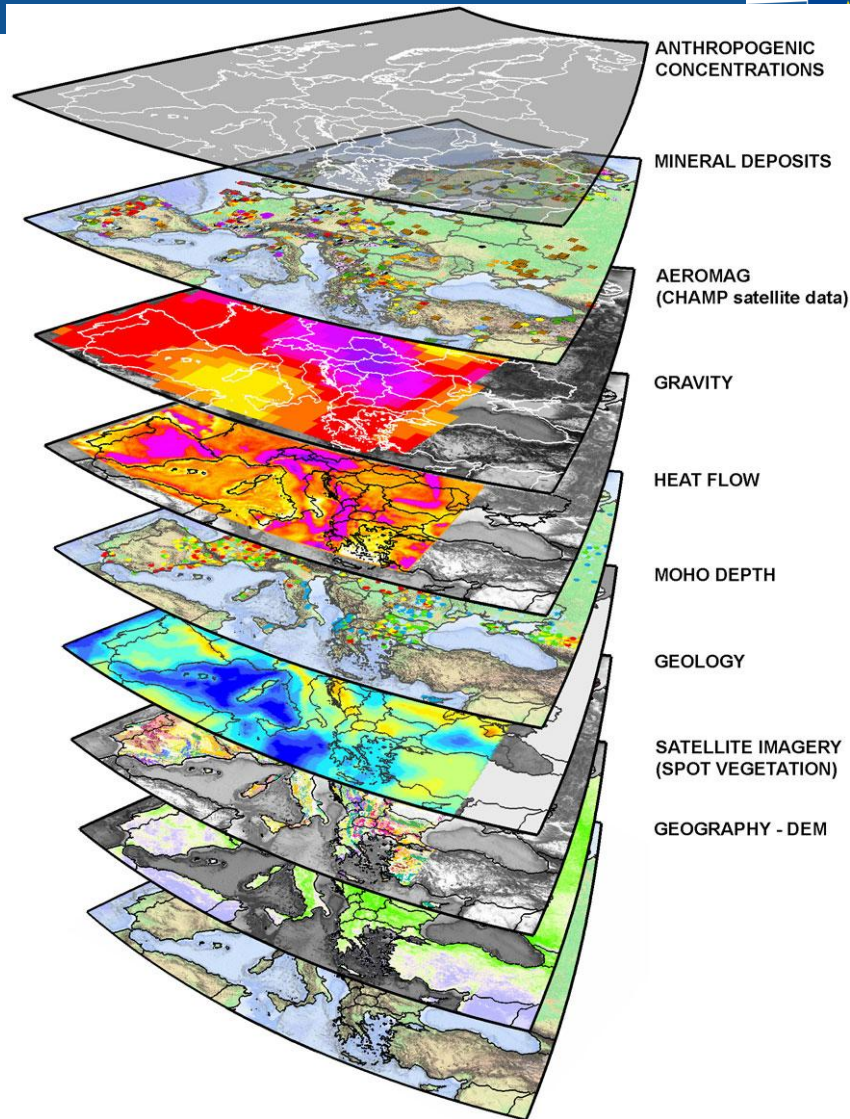 ANTHROPOGENIC
CONCENTRATIONS
MINERAL DEPOSITS
AEROMAG
(CHAMP satellite data)
GRAVITY
HEAT FLOW
MOHO DEPTH
GEOLOGY
SATELLITE IMAGERY
(SPOT VEGETATION)
GEOGRAPHY - DEM